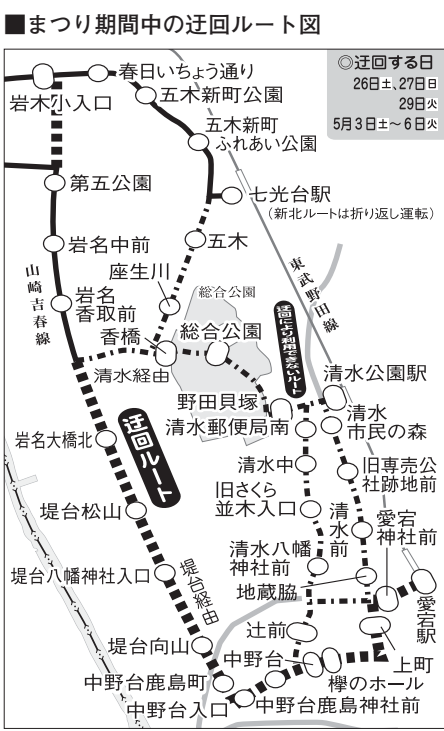 ■まつり期間中の迂回ルート図
◎迂回する日
26日土、27日日
29日火
5月3日土～6日火
春日いちょう通り
岩木小入口
五木新町公園
五木新町
ふれあい公園
第五公園
七光台駅
(新北ルートは折り返し運転)
岩名中前
五木
座生川
東武野田線
山崎吉春線
岩名
香取前
総合公園
迂回により利用できないルート
香橋
総合公園
清水経由
清水公園駅
野田貝塚
清水郵便局南
清水
市民の森
迂回ルート
岩名大橋北
清水中
旧専売公
社跡地前
旧さくら
並木入口
堤台松山
清水前
愛宕
神社前
清水八幡
神社前
堤台八幡神社入口
堤台経由
地蔵脇
愛宕駅
辻前
堤台向山
中野台
上町
欅のホール
中野台鹿島町
中野台鹿島神社前
中野台入口